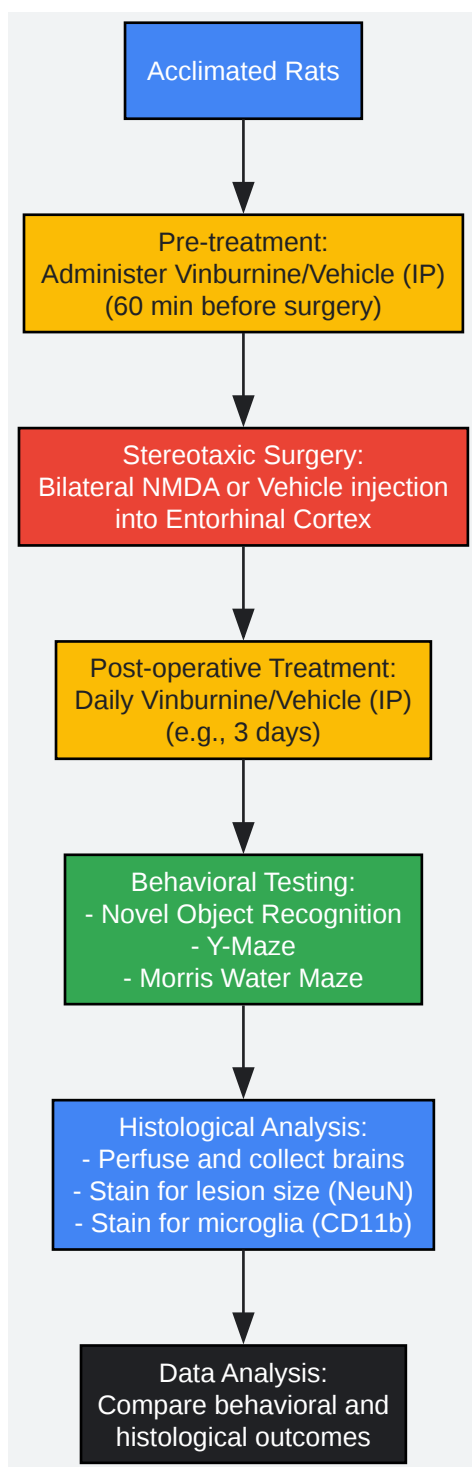 Acclimated Rats
Pre-treatment:
Administer Vinburnine/Vehicle (IP)
(60 min before surgery)
Stereotaxic Surgery:
Bilateral NMDA or Vehicle injection
into Entorhinal Cortex
Post-operative Treatment:
Daily Vinburnine/Vehicle (IP)
(e.g., 3 days)
Behavioral Testing:
- Novel Object Recognition
- Y-Maze
- Morris Water Maze
Histological Analysis:
- Perfuse and collect brains
- Stain for lesion size (NeuN)
- Stain for microglia (CD11b)
Data Analysis:
Compare behavioral and
histological outcomes